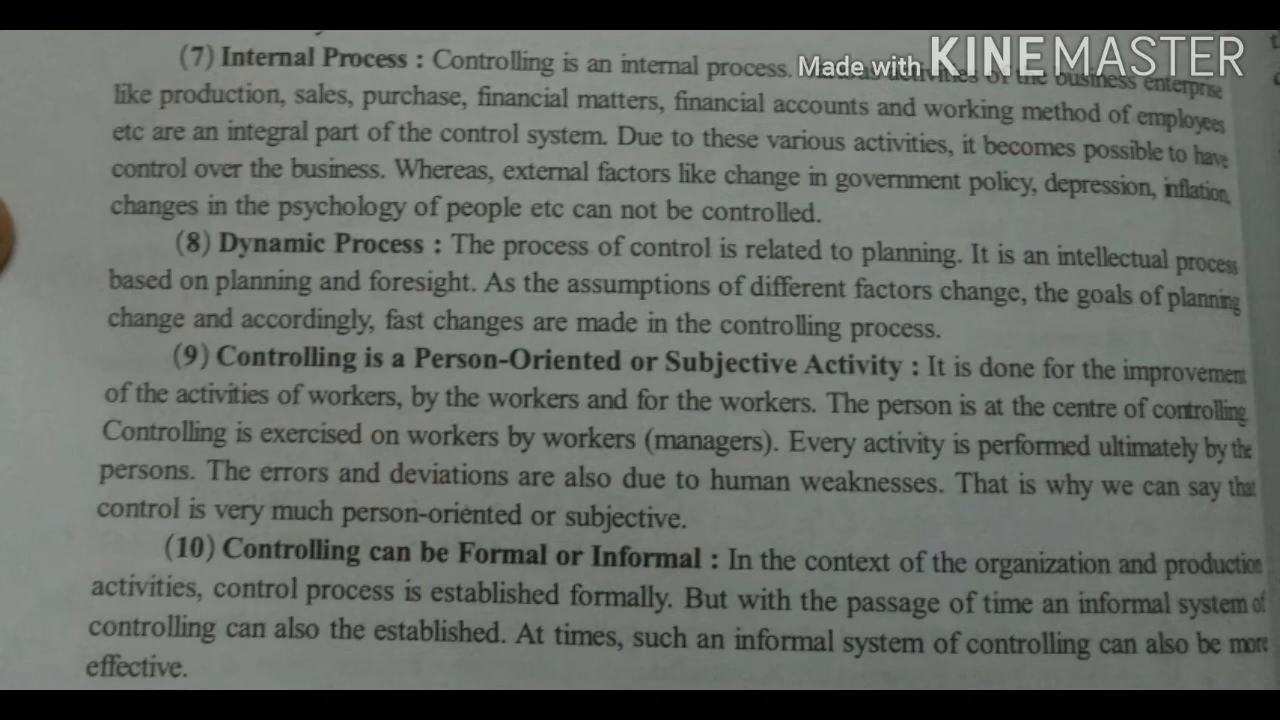 Made with KINEMASTER
(7) Internal Process : Controlling is an internal process. activities of the business enterprise
like production, sales, purchase, financial matters, financial accounts and working method of employees
etc are an integral part of the control system. Due to these various activities, it becomes possible to have
control over the business. Whereas, external factors like change in government policy, depression, inflation,
changes in the psychology of people etc can not be controlled.
(8) Dynamic Process : The process of control is related to planning. It is an intellectual process
based on planning and foresight. As the assumptions of different factors change, the goals of planning
change and accordingly, fast changes are made in the controlling process.
(9) Controlling is a Person-Oriented or Subjective Activity : It is done for the improvement
of the activities of workers, by the workers and for the workers. The person is at the centre of controlling.
Controlling is exercised on workers by workers (managers). Every activity is performed ultimately by the
persons. The errors and deviations are also due to human weaknesses. That is why we can say that
control is very much person-oriented or subjective.
(10) Controlling can be Formal or Informal : In the context of the organization and production
activities, control process is established formally. But with the passage of time an informal system of
controlling can also the established. At times, such an informal system of controlling can also be more
effective.